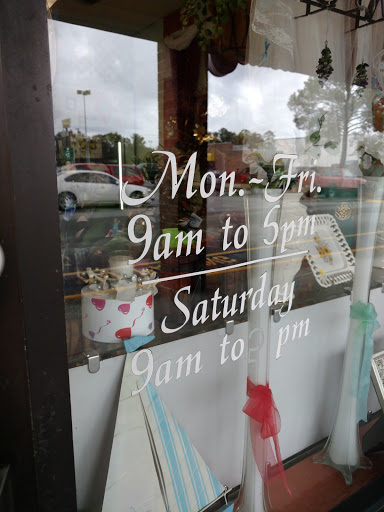 Mon.-Fri.
9am to 5pm
Saturday
9am to pm